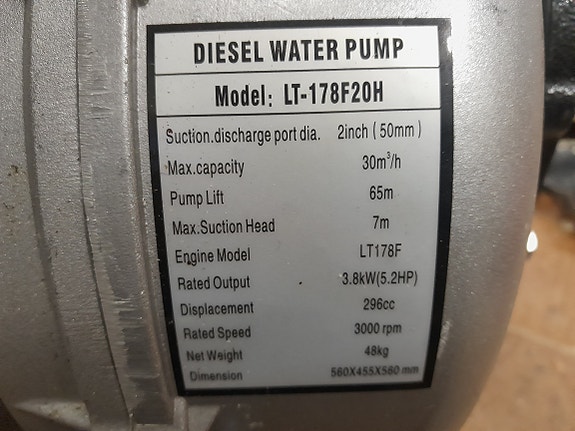 DIESEL WATER PUMP
Model: LT-178F20H
Suction.discharge port dia. 2inch ( 50mm )
Max.capacity 30m³/h
Pump Lift 65m
Max.Suction Head 7m
Engine Model LT178F
Rated Output 3.8kW(5.2HP)
Displacement 296cc
Rated Speed 3000 rpm
Net Weight 48kg
Dimension 560X455X560 mm